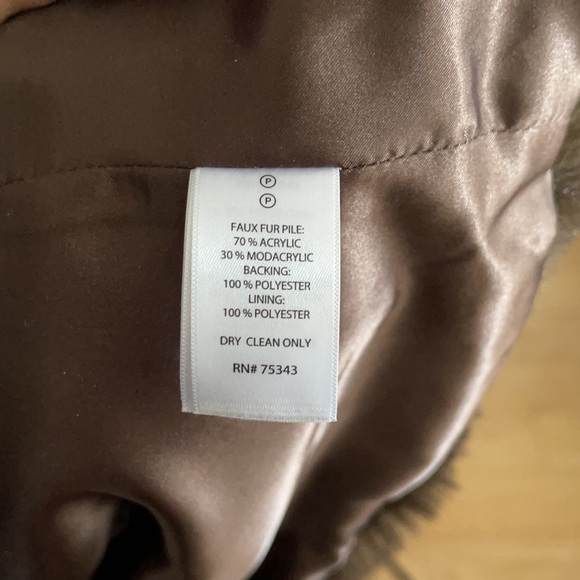 P
P
FAUX FUR PILE:
70 % ACRYLIC
30 % MODACRYLIC
BACKING:
100 % POLYESTER
LINING:
100 % POLYESTER
DRY CLEAN ONLY
RN# 75343